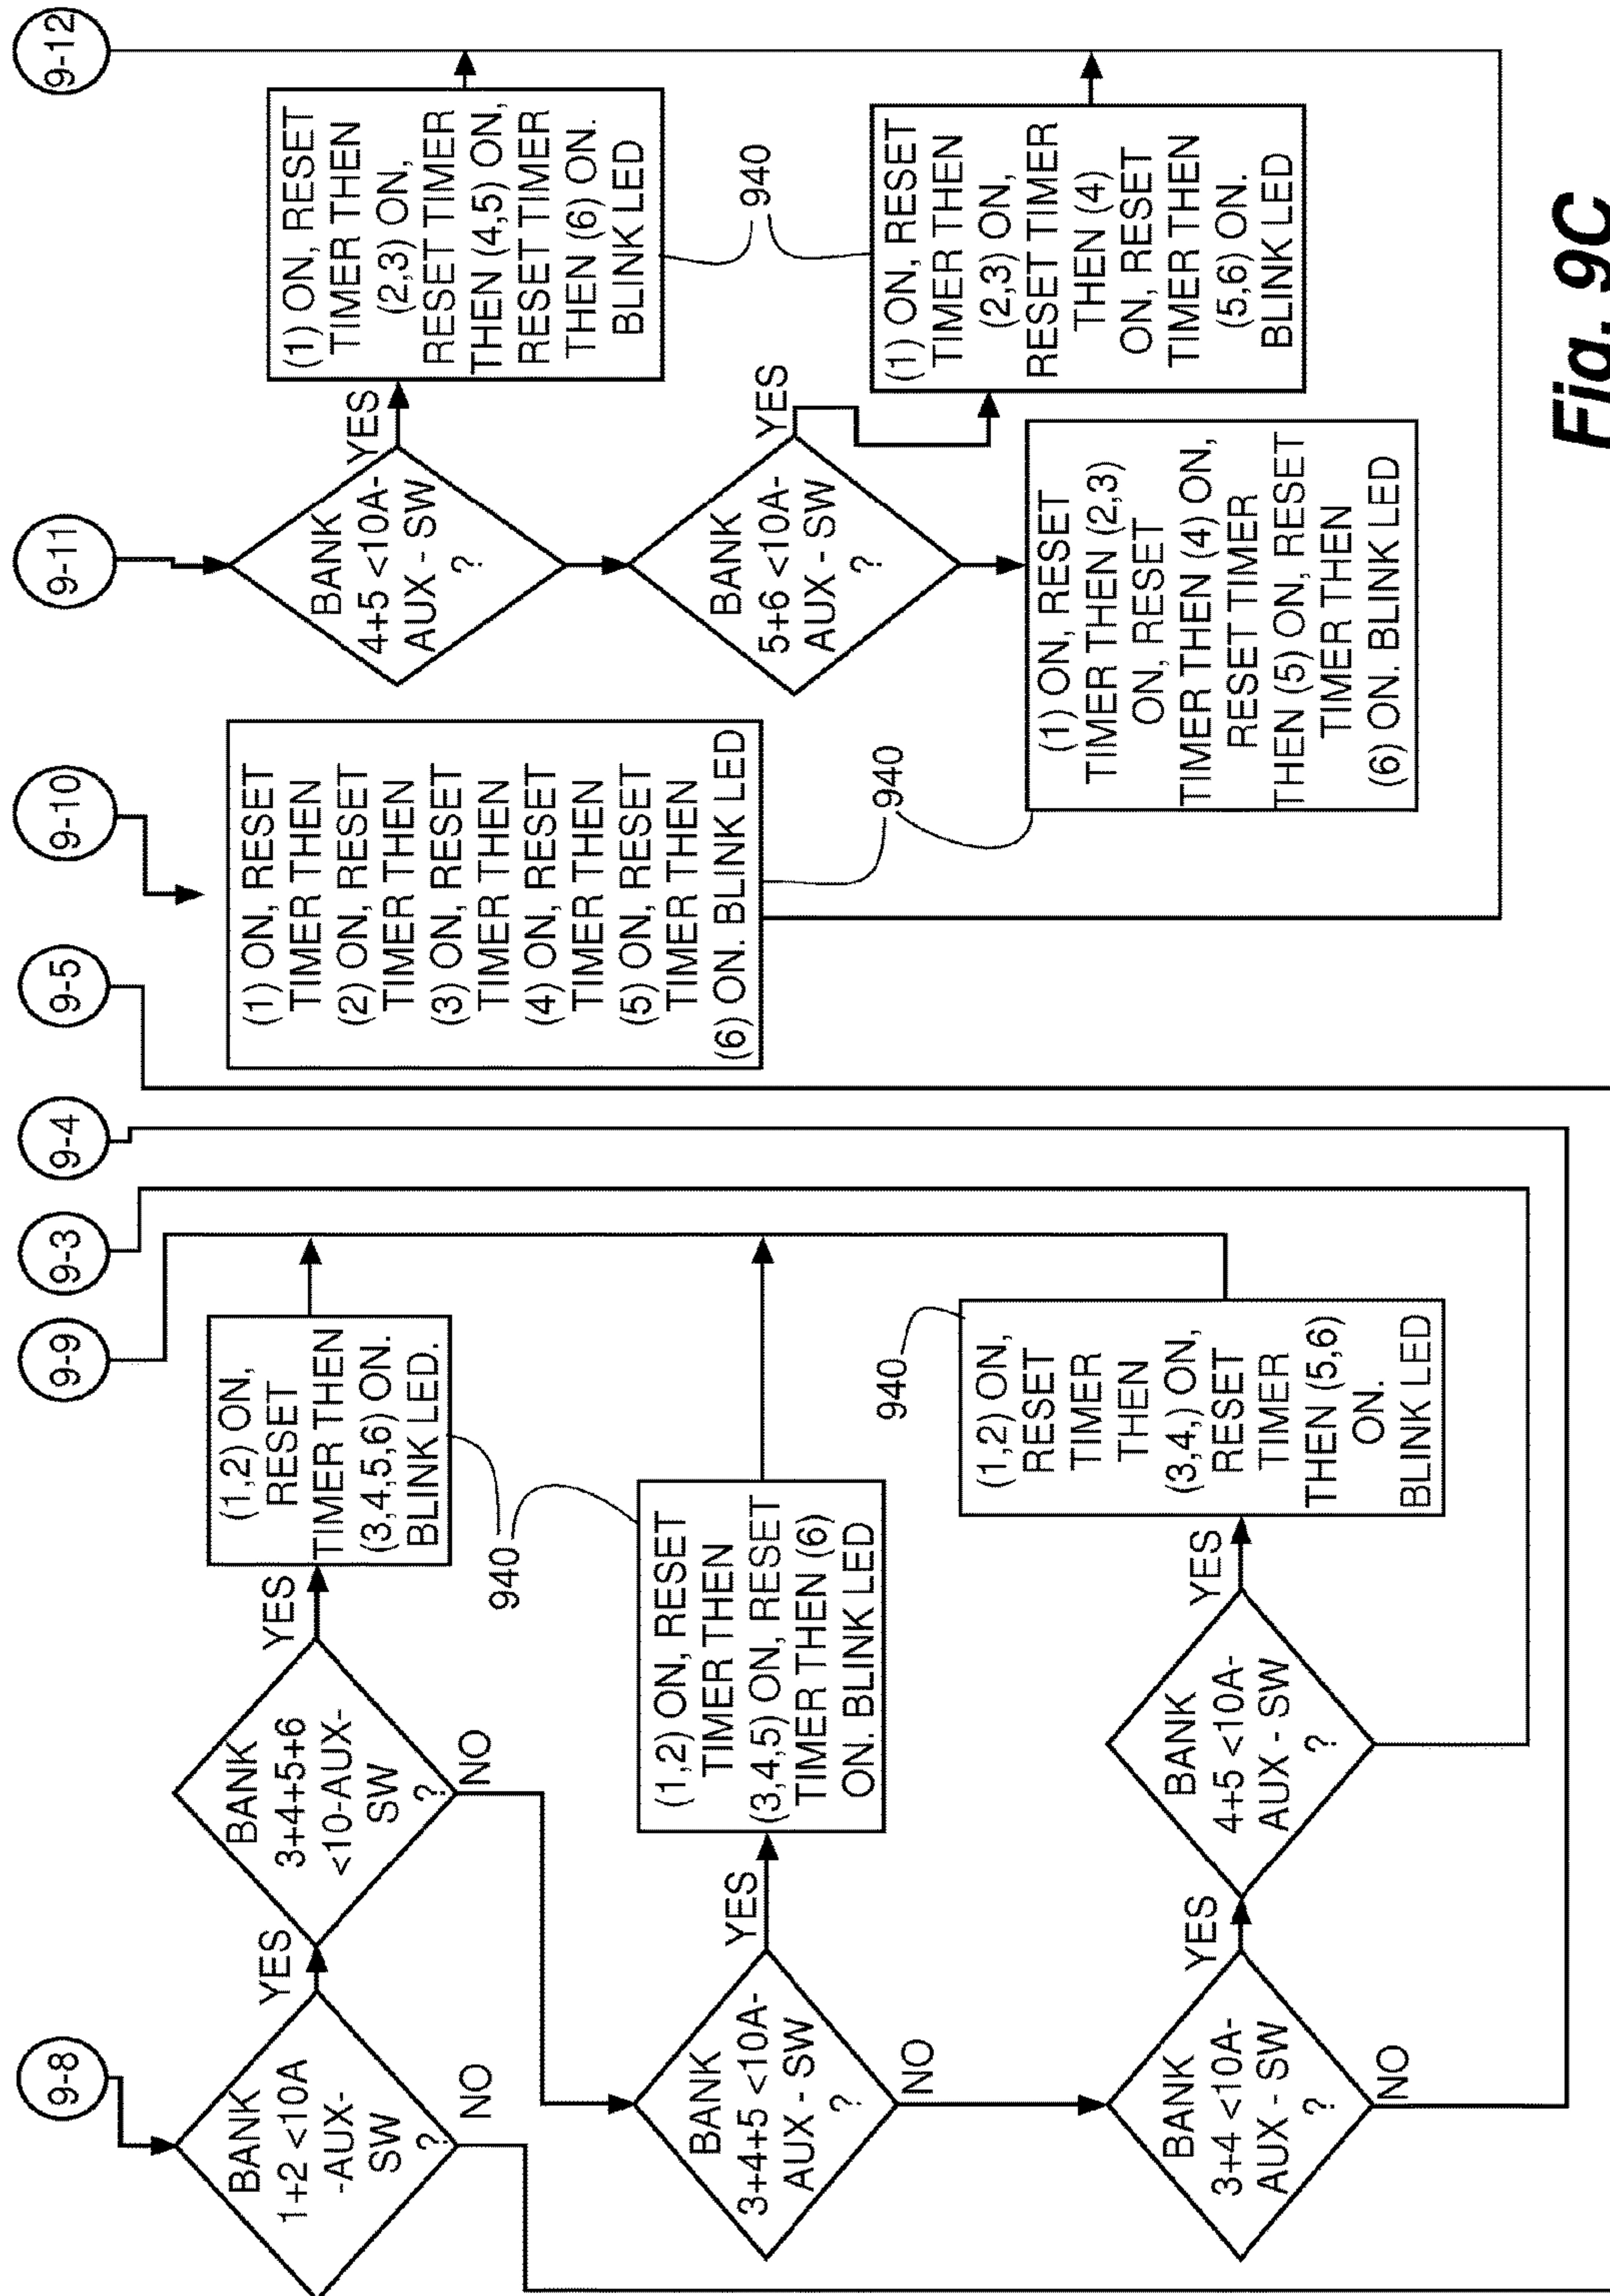 9-8
9-9
9-3
9-4
9-5
9-10
9-11
9-12
BANK
1+2 <10A
-AUX-
SW
?
YES
NO
BANK
3+4+5+6
<10-AUX-
SW
?
YES
NO
(1,2) ON,
RESET
TIMER THEN
(3,4,5,6) ON.
BLINK LED.
940
BANK
3+4+5 <10A-
AUX - SW
?
YES
NO
(1,2) ON, RESET
TIMER THEN
(3,4,5) ON, RESET
TIMER THEN (6)
ON. BLINK LED
BANK
3+4 <10A-
AUX - SW
?
YES
NO
BANK
4+5 <10A-
AUX - SW
?
YES
940
(1,2) ON,
RESET
TIMER
THEN
(3,4,) ON,
RESET
TIMER
THEN (5,6)
ON.
BLINK LED
(1) ON, RESET
TIMER THEN
(2) ON, RESET
TIMER THEN
(3) ON, RESET
TIMER THEN
(4) ON, RESET
TIMER THEN
(5) ON, RESET
TIMER THEN
(6) ON. BLINK LED
940
BANK
4+5 <10A-
AUX - SW
?
YES
(1) ON, RESET
TIMER THEN
(2,3) ON,
RESET TIMER
THEN (4,5) ON,
RESET TIMER
THEN (6) ON.
BLINK LED
940
BANK
5+6 <10A-
AUX - SW
?
YES
(1) ON, RESET
TIMER THEN
(2,3) ON,
RESET TIMER
THEN (4)
ON, RESET
TIMER THEN
(5,6) ON.
BLINK LED
(1) ON, RESET
TIMER THEN (2,3)
ON, RESET
TIMER THEN (4) ON,
RESET TIMER
THEN (5) ON, RESET
TIMER THEN
(6) ON. BLINK LED
Fig. 9C